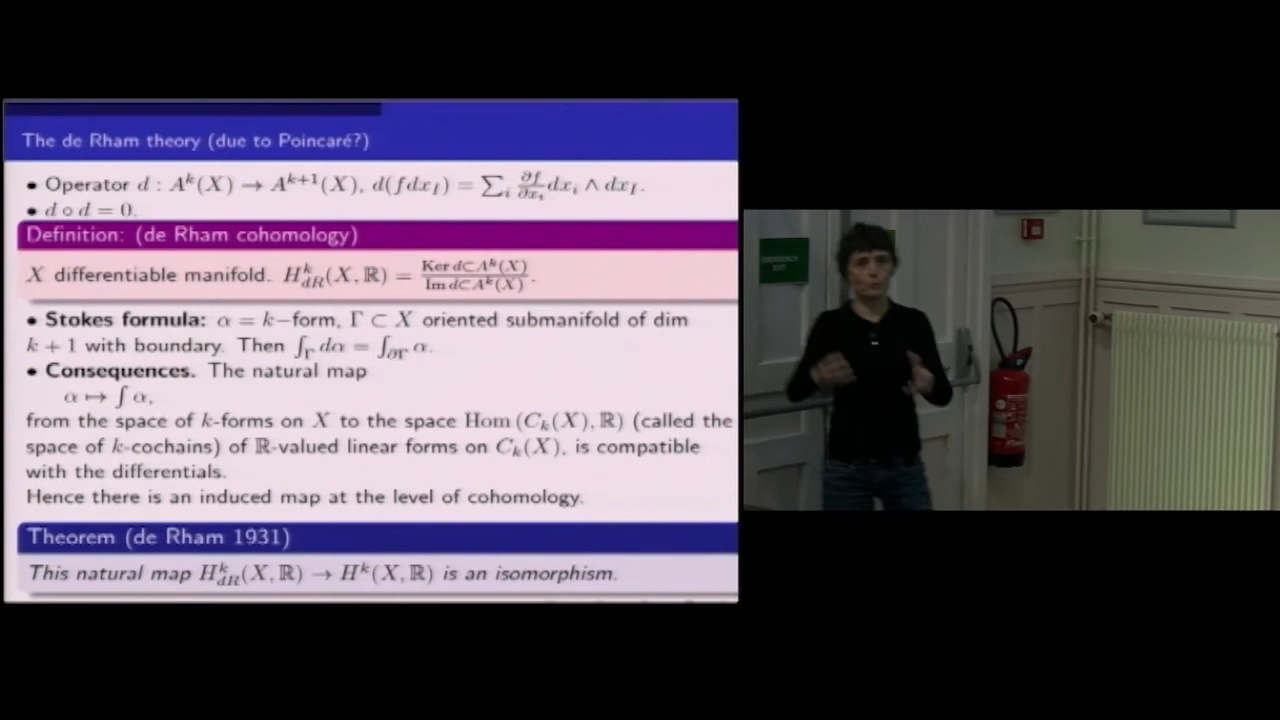 The de Rham theory (due to Poincaré?)
• Operator d : A^k(X) → A^{k+1}(X), d(fdx_I) = ∑_i ∂f/∂x_i dx_i ∧ dx_I.
• d ∘ d = 0.
Definition: (de Rham cohomology)
X differentiable manifold. H^k_{dR}(X, ℝ) = Ker d⊂A^k(X) / Im d⊂A^k(X).
• Stokes formula: α = k−form, Γ ⊂ X oriented submanifold of dim
k + 1 with boundary. Then ∫_Γ dα = ∫_{∂Γ} α.
• Consequences. The natural map
α ↦ ∫ α,
from the space of k-forms on X to the space Hom (C_k(X), ℝ) (called the
space of k-cochains) of ℝ-valued linear forms on C_k(X), is compatible
with the differentials.
Hence there is an induced map at the level of cohomology.
Theorem (de Rham 1931)
This natural map H^k_{dR}(X, ℝ) → H^k(X, ℝ) is an isomorphism.
EMERGENCY
EXIT